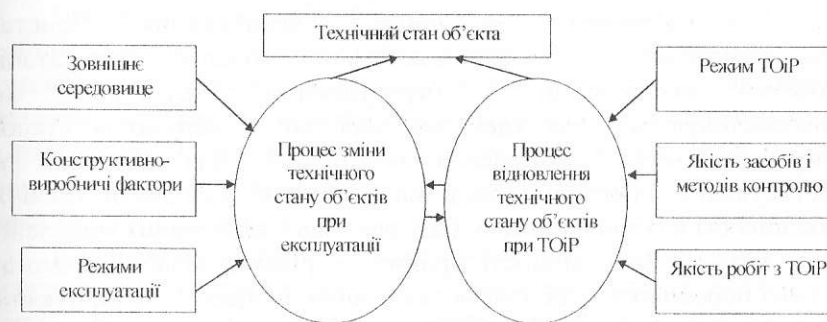 Технічний стан об’єкта
Зовнішнє
середовище
Конструктивно-
виробничі фактори
Режими
експлуатації
Процес зміни
технічного
стану об’єктів
при
експлуатації
Процес
відновлення
технічного
стану об’єктів
при ТОіР
Режим ТОіР
Якість засобів і
методів контролю
Якість робіт з ТОіР